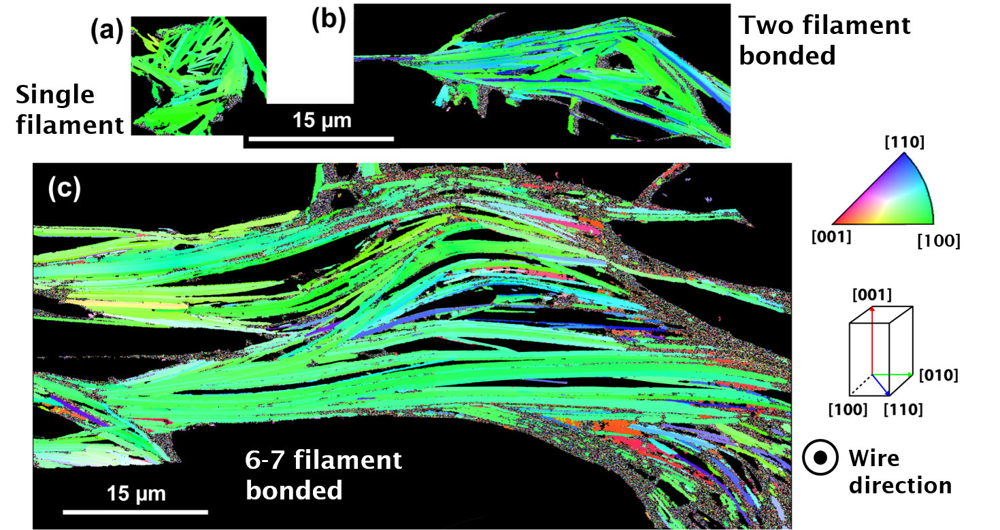 (a)
(b)
Two filament
bonded
Single
filament
15 µm
[110]
[001]
[100]
(c)
[001]
[010]
[100]
[110]
6-7 filament
bonded
Wire
direction
15 µm